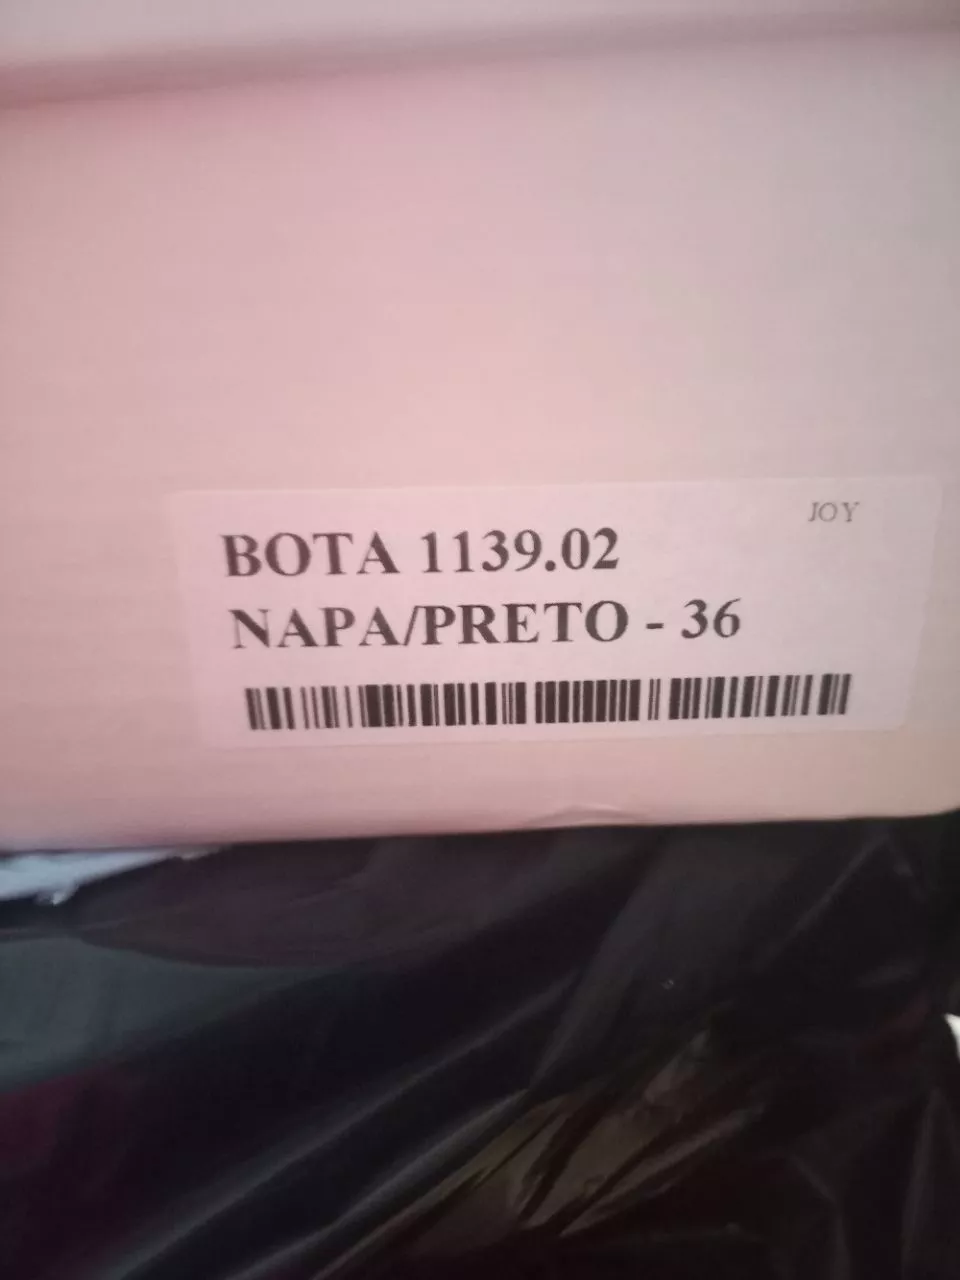 JOY
BOTA 1139.02
NAPA/PRETO - 36